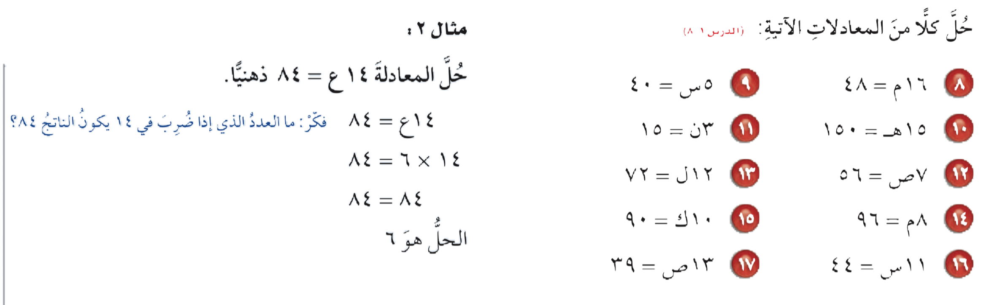 حُلَّ كلًّا منَ المعادلاتِ الآتيةِ: (الدرس ١ ٨)
٨ ١٦م = ٤٨
٩ ٥س = ٤٠
١٠ ١٥هـ = ١٥٠
١١ ٣ن = ١٥
١٢ ٧ص = ٥٦
١٣ ١٢ل = ٧٢
١٤ ٨م = ٩٦
١٥ ١٠ك = ٩٠
١٦ ١١س = ٤٤
١٧ ١٣ص = ٣٩
مثال ٢ :
حُلَّ المعادلةَ ١٤ ع = ٨٤ ذهنيًّا.
١٤ع = ٨٤ فكّرْ: ما العددُ الذي إذا ضُرِبَ في ١٤ يكونُ الناتجُ ٨٤؟
١٤ × ٦ = ٨٤
٨٤ = ٨٤
الحلُّ هوَ ٦